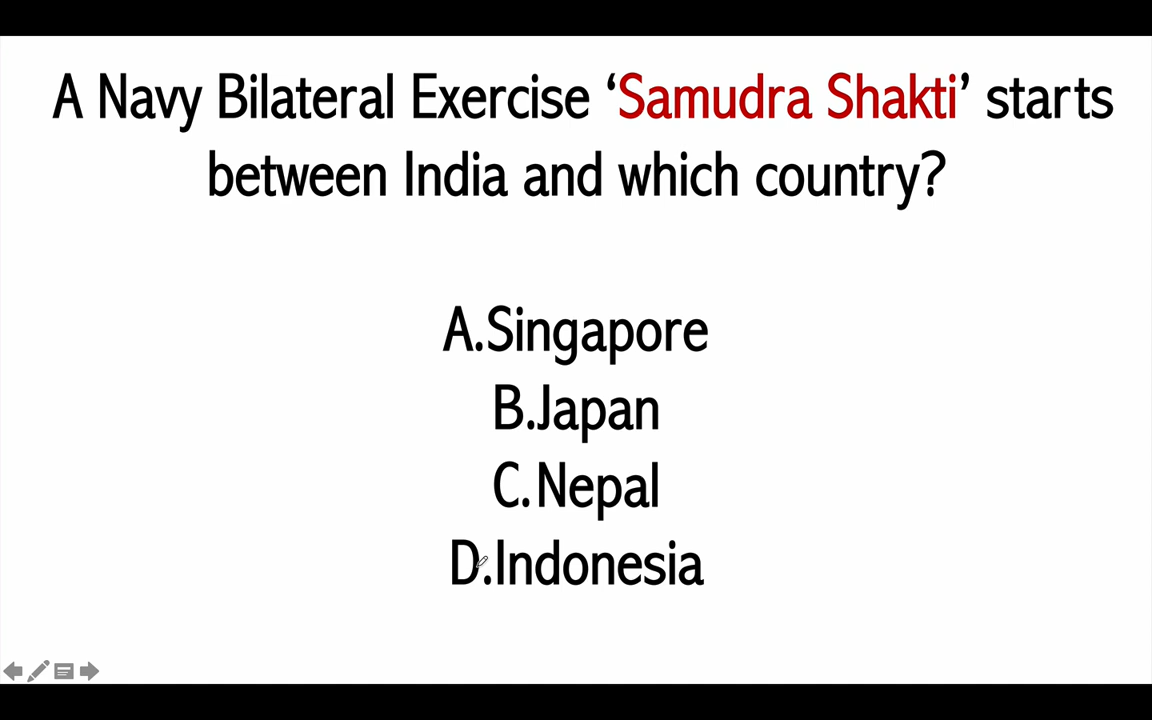 A Navy Bilateral Exercise ‘Samudra Shakti’ starts
between India and which country?
A.Singapore
B.Japan
C.Nepal
D.Indonesia